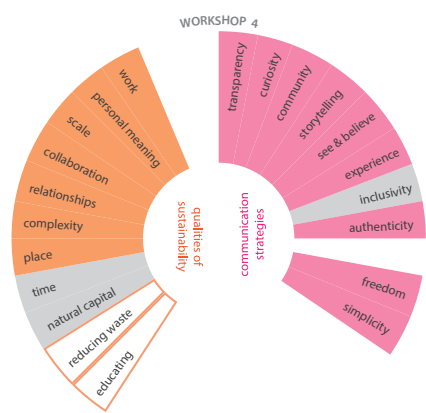 WORKSHOP 4
work
personal meaning
scale
collaboration
relationships
complexity
place
time
natural capital
reducing waste
educating
qualities of
sustainability
communication
strategies
transparency
curiosity
community
storytelling
see & believe
experience
inclusivity
authenticity
freedom
simplicity